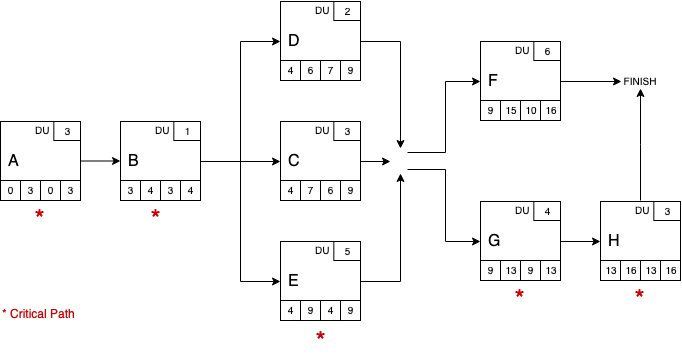 DU 2
D
4 6 7 9
DU 6
F
9 15 10 16
FINISH
DU 3
A
0 3 0 3
*
DU 1
B
3 4 3 4
*
DU 3
C
4 7 6 9
DU 4
G
9 13 9 13
*
DU 3
H
13 16 13 16
*
DU 5
E
4 9 4 9
*
* Critical Path